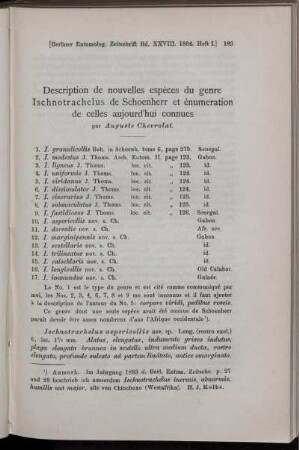 [Berliner Entomolog. Zeitschrift Bd. XXVIII. 1884. Heft I.] 193
Description de nouvelles espèces du genre
Ischnotrachelus de Schoenherr et énumeration
de celles aujourd'hui connues
par Auguste Chevrolat.
1. I. granulicollis Boh. in Schoenh. tome 6, page 279. Senegal.
2. I. modestus J. Thoms. Arch. Entom. II, page 123. Gabon.
3. I. ligneus J. Thoms. loc. cit. „ 123. id.
4. I. uniformis J. Thoms. loc. cit. „ 124. id.
5. I. viridanus J. Thoms. loc. cit. „ 124. id.
6. I. dissimulator J. Thoms. loc. cit. „ 124. id.
7. I. cinerarius J. Thoms. loc. cit. „ 125. id.
8. I. submaculatus J. Thoms. loc. cit. „ 125. id.
9. I. fastidiosus J. Thoms. loc. cit. „ 126. Senegal.
10. I. aspericollis nov. s. Ch. Gabon.
11. I. dorsalis nov. s. Ch. Afr. occ.
12. I. marginipennis nov. s. Ch. Gabon.
13. I. scutellaris nov. s. Ch. id.
14. I. trilineatus nov. s. Ch. id.
15. I. calschlaris nov. s. Ch. id.
16. I. longicollis nov. s. Ch. Old Calabar.
17. I. immundus nov. s. Ch. Gabon.
Le No. 1 est le type du genre et est cité comme communiqué par
moi, les Nos. 2, 3, 4, 6, 7, 8 et 9 me sont inconnus et il faut ajouter
à la description de l'auteur du No. 5: corpore viridi, pedibus roseis.
Ce genre dont une seule espèce avait été connue de Schoenherr
parait devoir être assez nombreux d'ans l'Afrique occidentale ¹).
Ischnotrachelus aspericollis nov. sp. Long. (rostro excl.)
6, lat. 1½ mm. Alatus, elongatus, indumento griseo indutus,
plaga elongata brunnea in scutello ultra medium ducta, rostro
elongato, profunde sulcato ad partem limitato, antice emarginato,
¹) Anmerk. Im Jahrgang 1883 d. Berl. Entom. Zeitschr. p. 27
und 28 beschrieb ich ausserdem Ischnotrachelus inermis, abnormis,
humilis und major, alle von Chinchoxo (Westafrika). H. J. Kolbe.